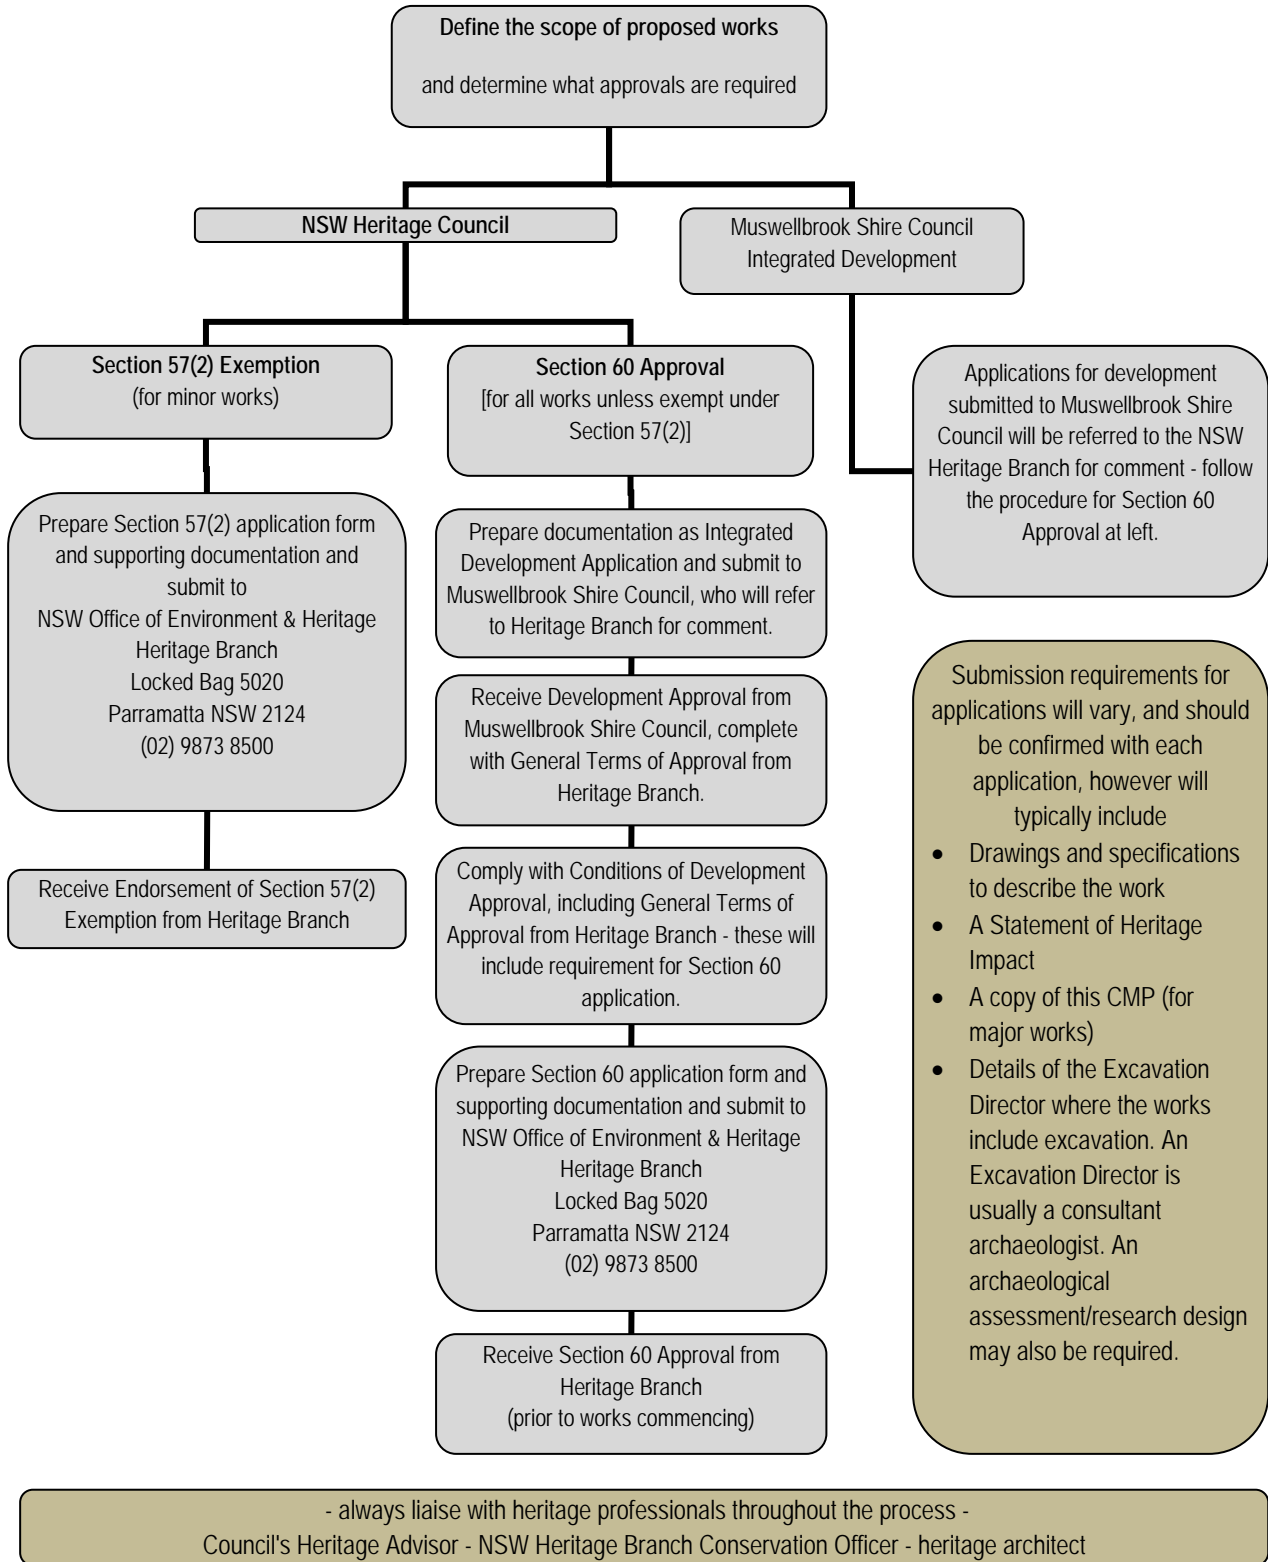 Define the scope of proposed works
and determine what approvals are required
NSW Heritage Council
Muswellbrook Shire Council
Integrated Development
Section 57(2) Exemption
(for minor works)
Section 60 Approval
[for all works unless exempt under
Section 57(2)]
Applications for development
submitted to Muswellbrook Shire
Council will be referred to the NSW
Heritage Branch for comment - follow
the procedure for Section 60
Approval at left.
Prepare Section 57(2) application form
and supporting documentation and
submit to
NSW Office of Environment & Heritage
Heritage Branch
Locked Bag 5020
Parramatta NSW 2124
(02) 9873 8500
Receive Endorsement of Section 57(2)
Exemption from Heritage Branch
Prepare documentation as Integrated
Development Application and submit to
Muswellbrook Shire Council, who will refer
to Heritage Branch for comment.
Receive Development Approval from
Muswellbrook Shire Council, complete
with General Terms of Approval from
Heritage Branch.
Comply with Conditions of Development
Approval, including General Terms of
Approval from Heritage Branch - these will
include requirement for Section 60
application.
Prepare Section 60 application form and
supporting documentation and submit to
NSW Office of Environment & Heritage
Heritage Branch
Locked Bag 5020
Parramatta NSW 2124
(02) 9873 8500
Receive Section 60 Approval from
Heritage Branch
(prior to works commencing)
Submission requirements for
applications will vary, and should
be confirmed with each
application, however will
typically include
• Drawings and specifications
to describe the work
• A Statement of Heritage
Impact
• A copy of this CMP (for
major works)
• Details of the Excavation
Director where the works
include excavation. An
Excavation Director is
usually a consultant
archaeologist. An
archaeological
assessment/research design
may also be required.
- always liaise with heritage professionals throughout the process -
Council's Heritage Advisor - NSW Heritage Branch Conservation Officer - heritage architect